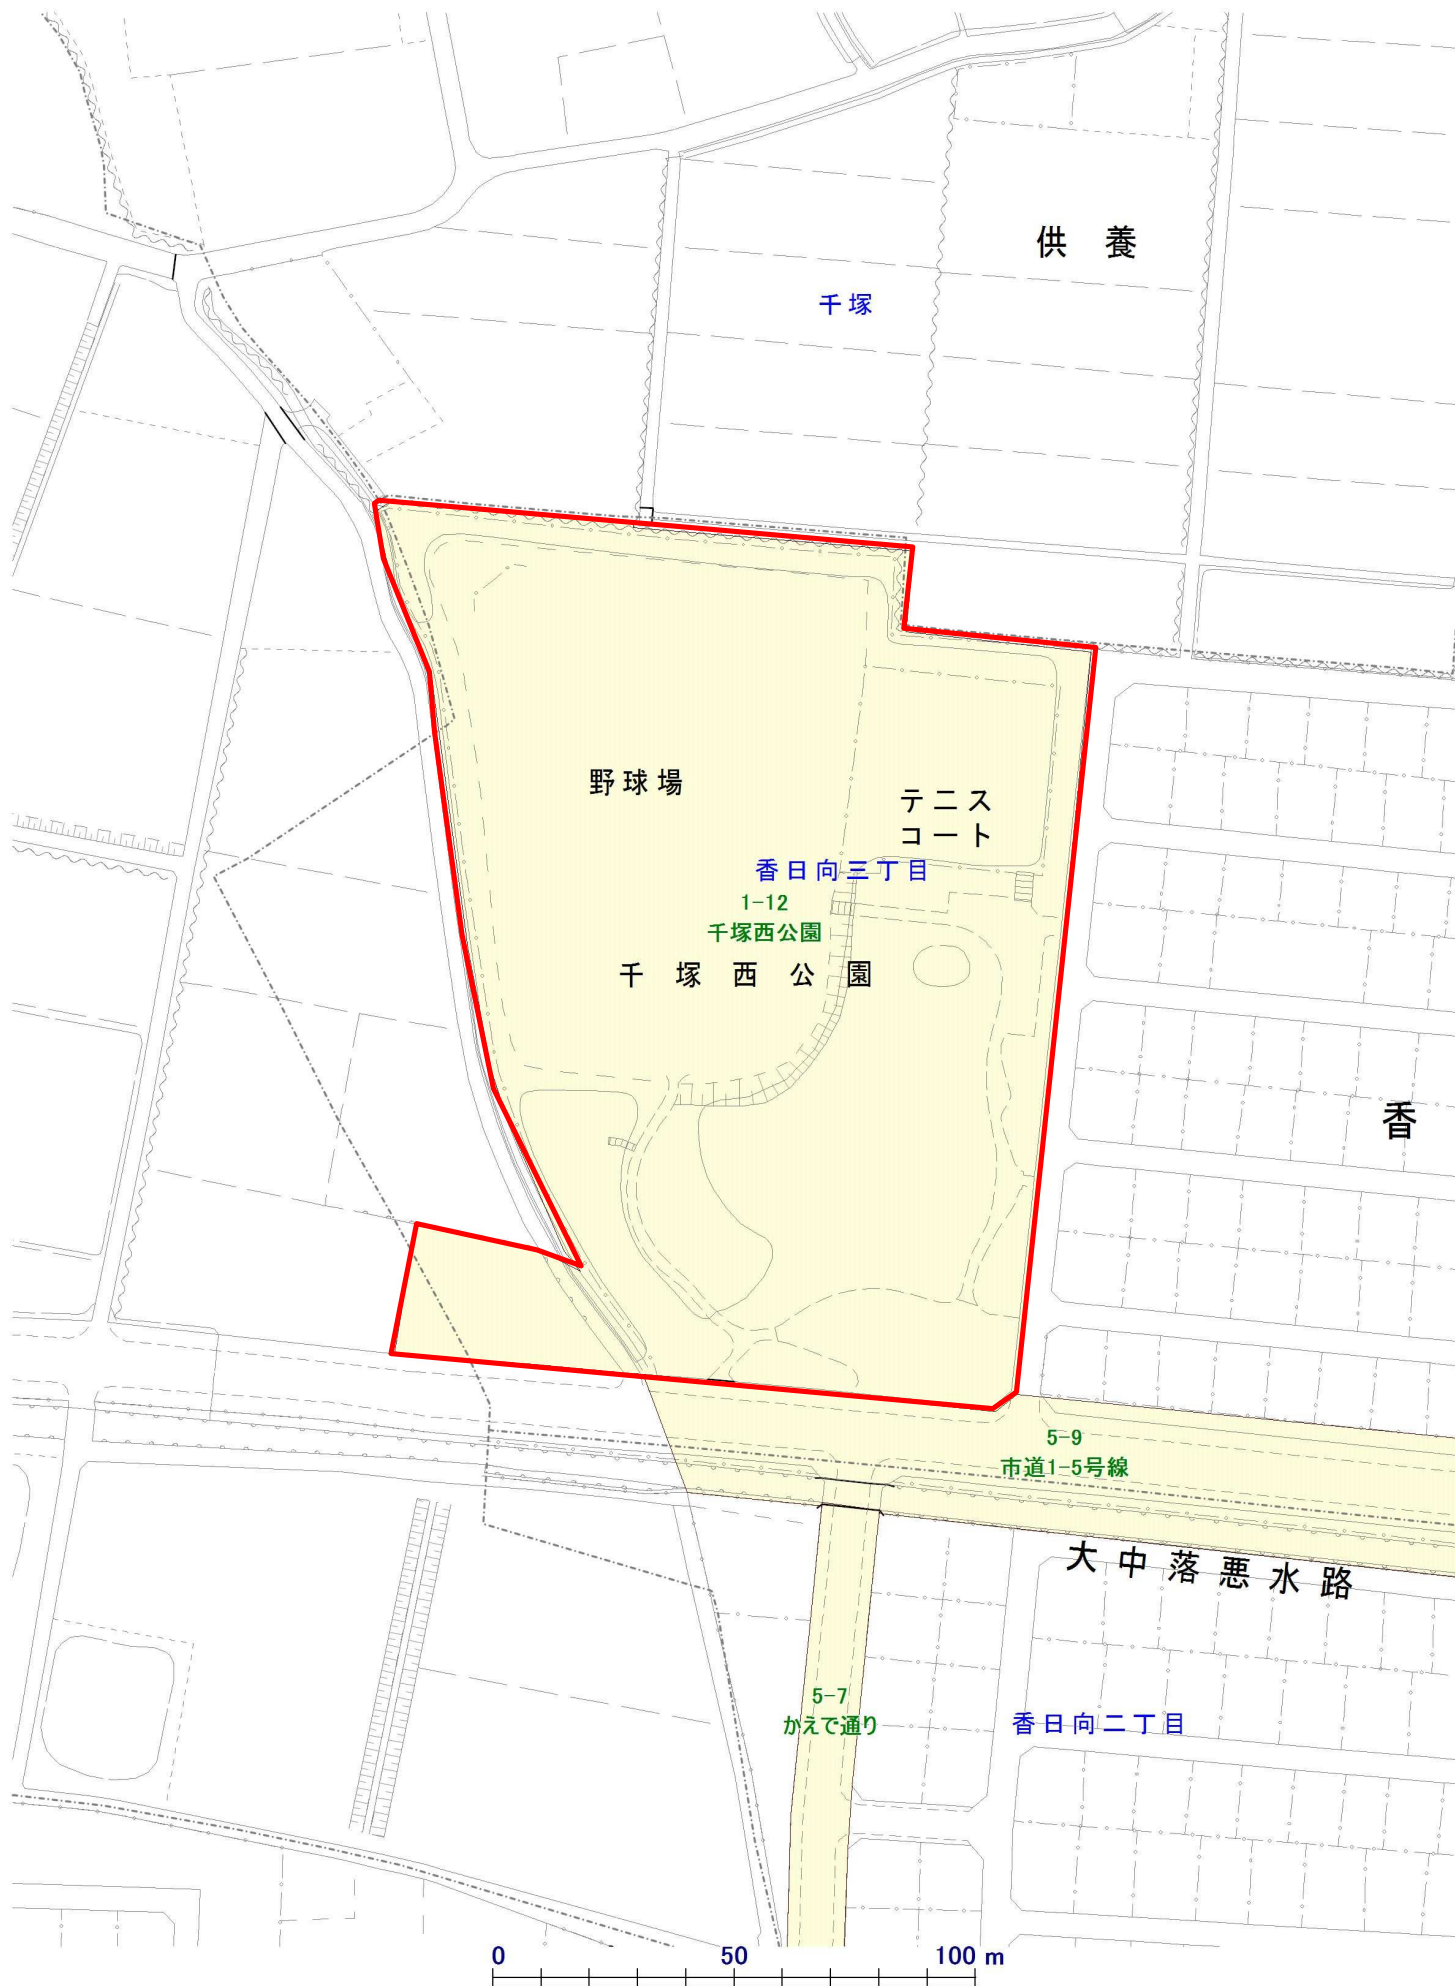 供 養
千塚
野球場
テニス
コート
香日向三丁目
1-12
千塚西公園
千 塚 西 公 園
香
5-9
市道1-5号線
大中落悪水路
5-7
かえで通り
香日向二丁目
0 50 100 m